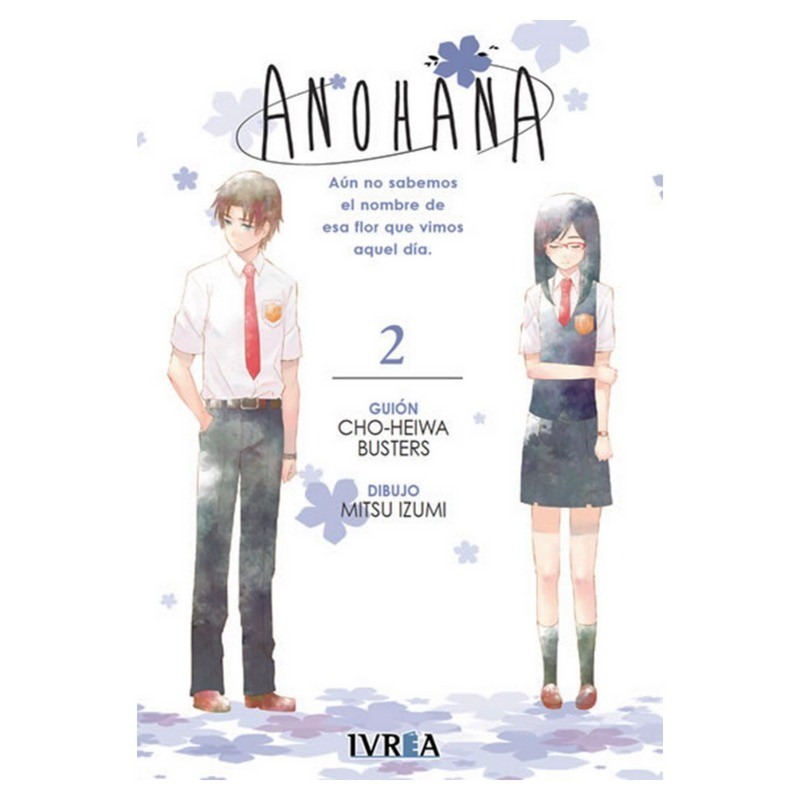 ANOHANA
Aún no sabemos
el nombre de
esa flor que vimos
aquel día.
2
GUIÓN
CHO-HEIWA
BUSTERS
DIBUJO
MITSU IZUMI
IVREA